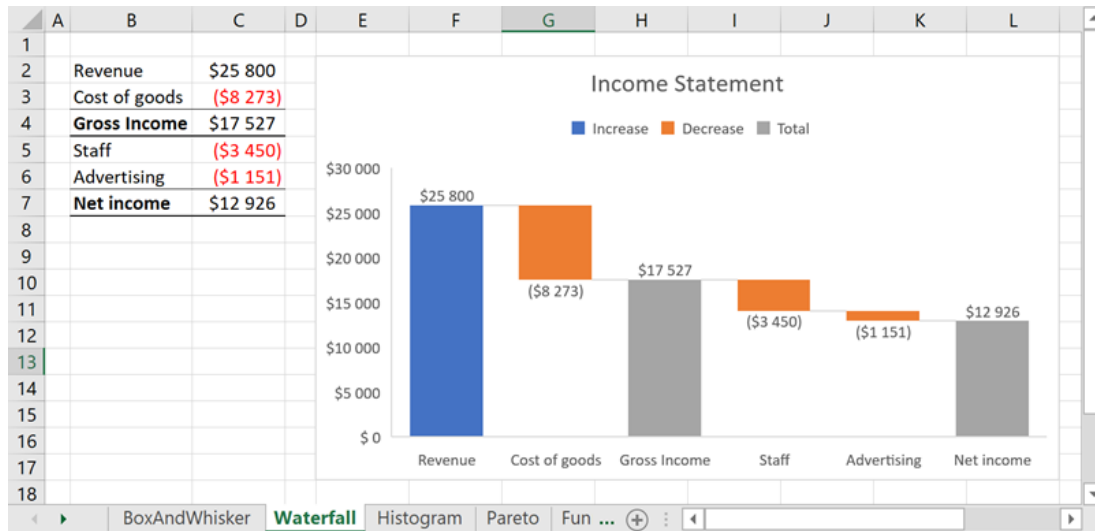 A B C D E F G H I J K L
1
2 Revenue $25 800
3 Cost of goods ($8 273)
4 Gross Income $17 527
5 Staff ($3 450)
6 Advertising ($1 151)
7 Net income $12 926
8
9
10
11
12
13
14
15
16
17
18
Income Statement
Increase Decrease Total
$30 000
$25 000
$20 000
$15 000
$10 000
$5 000
$ 0
$25 800
($8 273)
$17 527
($3 450)
($1 151)
$12 926
Revenue Cost of goods Gross Income Staff Advertising Net income
BoxAndWhisker Waterfall Histogram Pareto Fun ...